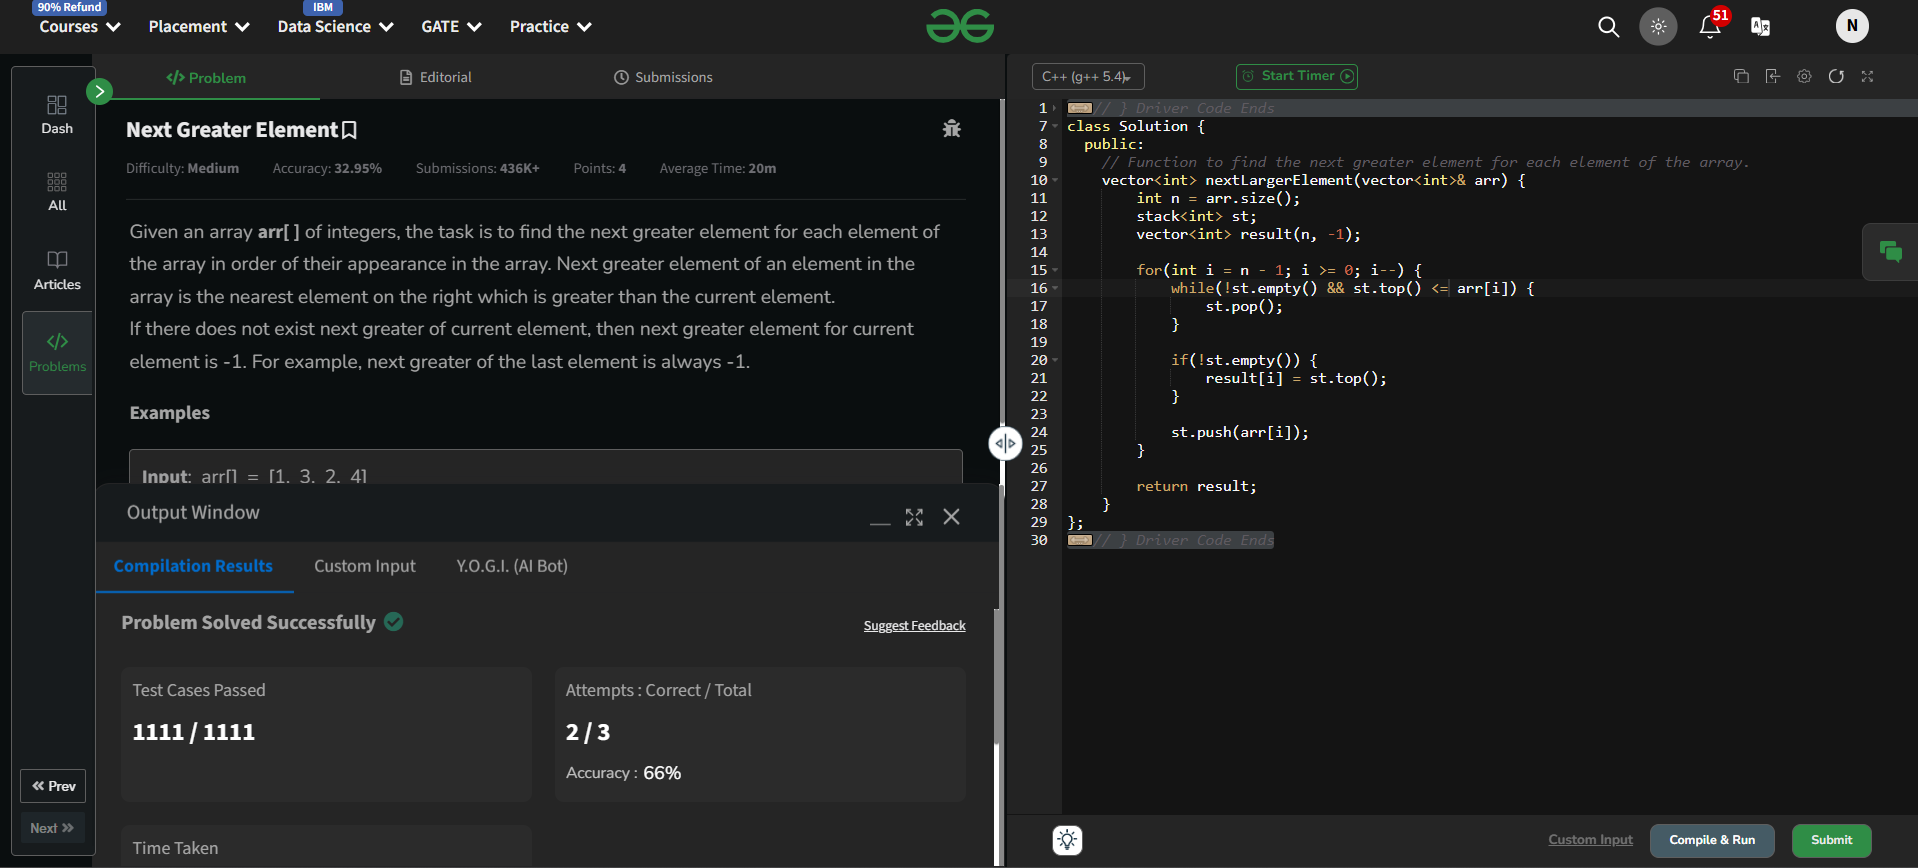 90% Refund
IBM
Courses
Placement
Data Science
GATE
Practice
51
N
Dash
All
Articles
Problems
Prev
Next
Problem
Editorial
Submissions
Next Greater Element
Difficulty: Medium
Accuracy: 32.95%
Submissions: 436K+
Points: 4
Average Time: 20m
Given an array arr[ ] of integers, the task is to find the next greater element for each element of
the array in order of their appearance in the array. Next greater element of an element in the
array is the nearest element on the right which is greater than the current element.
If there does not exist next greater of current element, then next greater element for current
element is -1. For example, next greater of the last element is always -1.
Examples
Input: arr[] = [1, 3, 2, 4]
Output Window
Compilation Results
Custom Input
Y.O.G.I. (AI Bot)
Problem Solved Successfully
Suggest Feedback
Test Cases Passed
1111 / 1111
Attempts : Correct / Total
2 / 3
Accuracy : 66%
Time Taken
C++ (g++ 5.4)
Start Timer
1 // } Driver Code Ends
7 class Solution {
8 public:
9 // Function to find the next greater element for each element of the array.
10 vector<int> nextLargerElement(vector<int>& arr) {
11 int n = arr.size();
12 stack<int> st;
13 vector<int> result(n, -1);
14
15 for(int i = n - 1; i >= 0; i--) {
16 while(!st.empty() && st.top() <= arr[i]) {
17 st.pop();
18 }
19
20 if(!st.empty()) {
21 result[i] = st.top();
22 }
23
24 st.push(arr[i]);
25 }
26
27 return result;
28 }
29 };
30 // } Driver Code Ends
Custom Input
Compile & Run
Submit